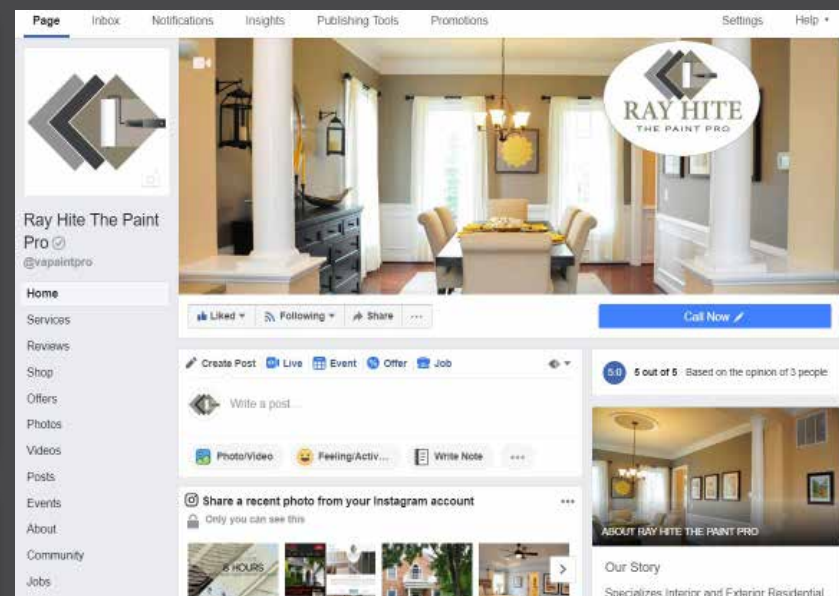 Page Inbox Notifications Insights Publishing Tools Promotions Settings Help
RAY HITE
THE PAINT PRO
Ray Hite The Paint
Pro
@vapaintpro
Home
Services
Reviews
Shop
Offers
Photos
Videos
Posts
Events
About
Community
Jobs
Liked Following Share ...
Call Now
Create Post Live Event Offer Job
Write a post...
Photo/Video Feeling/Activ... Write Note ...
Share a recent photo from your Instagram account ...
Only you can see this
8 HOURS
5.0 5 out of 5 Based on the opinion of 3 people
ABOUT RAY HITE THE PAINT PRO
Our Story
Specializes Interior and Exterior Residential